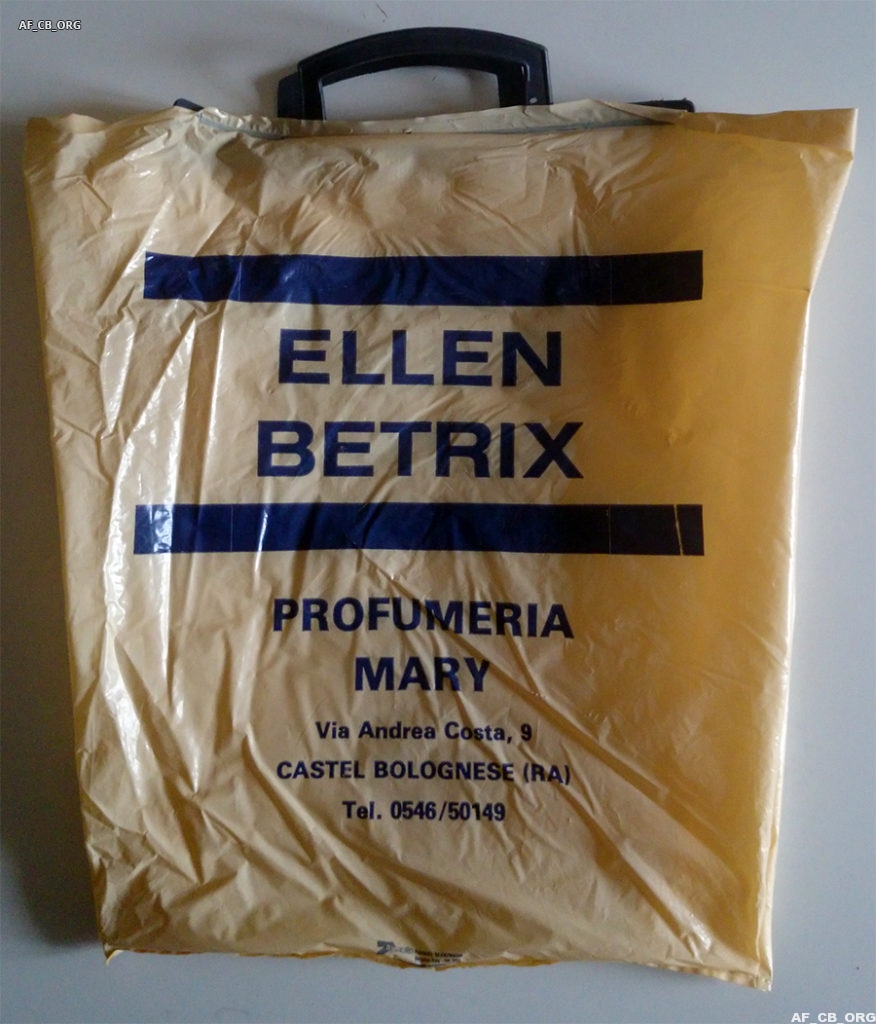 AF_CB_ORG
ELLEN
BETRIX
PROFUMERIA
MARY
Via Andrea Costa, 9
CASTEL BOLOGNESE (RA)
Tel. 0546/50149
AF_CB_ORG